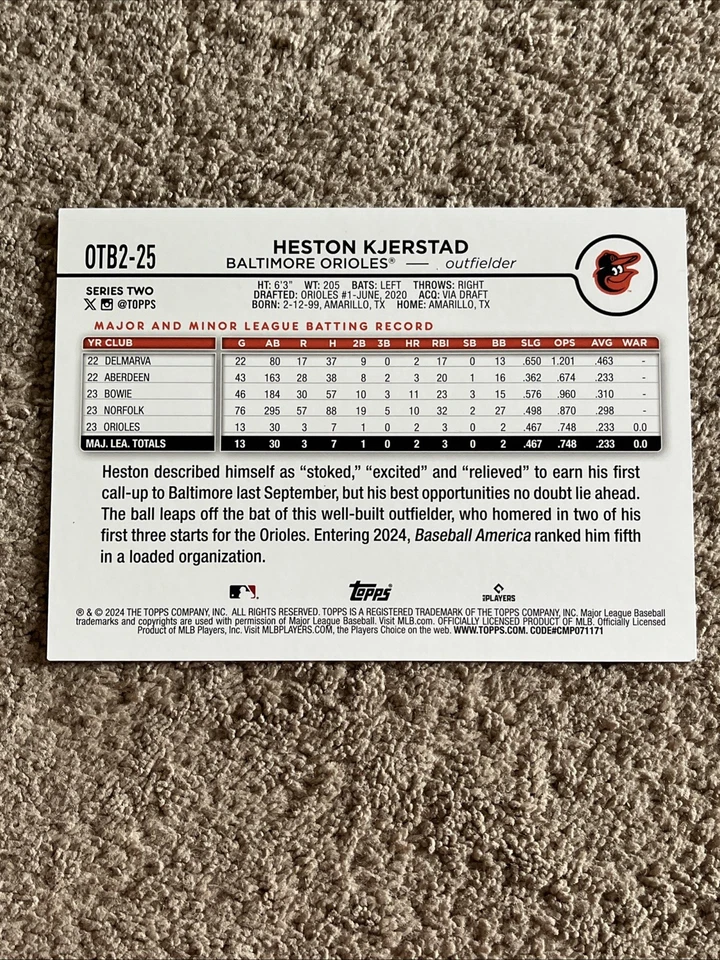 OTB2-25
HESTON KJERSTAD
BALTIMORE ORIOLES® — outfielder
SERIES TWO
@TOPPS
HT: 6'3" WT: 205 BATS: LEFT THROWS: RIGHT
DRAFTED: ORIOLES #1-JUNE, 2020 ACQ: VIA DRAFT
BORN: 2-12-99, AMARILLO, TX HOME: AMARILLO, TX
MAJOR AND MINOR LEAGUE BATTING RECORD
YR CLUB G AB R H 2B 3B HR RBI SB BB SLG OPS AVG WAR
22 DELMARVA 22 80 17 37 9 0 2 17 0 13 .650 1.201 .463 -
22 ABERDEEN 43 163 28 38 8 2 3 20 1 16 .362 .674 .233 -
23 BOWIE 46 184 30 57 10 3 11 23 3 15 .576 .960 .310 -
23 NORFOLK 76 295 57 88 19 5 10 32 2 27 .498 .870 .298 -
23 ORIOLES 13 30 3 7 1 0 2 3 0 2 .467 .748 .233 0.0
MAJ. LEA. TOTALS 13 30 3 7 1 0 2 3 0 2 .467 .748 .233 0.0
Heston described himself as “stoked,” “excited” and “relieved” to earn his first
call-up to Baltimore last September, but his best opportunities no doubt lie ahead.
The ball leaps off the bat of this well-built outfielder, who homered in two of his
first three starts for the Orioles. Entering 2024, Baseball America ranked him fifth
in a loaded organization.
Topps
PLAYERS
® & © 2024 THE TOPPS COMPANY, INC. ALL RIGHTS RESERVED. TOPPS IS A REGISTERED TRADEMARK OF THE TOPPS COMPANY, INC. Major League Baseball
trademarks and copyrights are used with permission of Major League Baseball. Visit MLB.com. OFFICIALLY LICENSED PRODUCT OF MLB. Officially Licensed
Product of MLB Players, Inc. Visit MLBPLAYERS.COM, the Players Choice on the web. WWW.TOPPS.COM. CODE#CMP071171